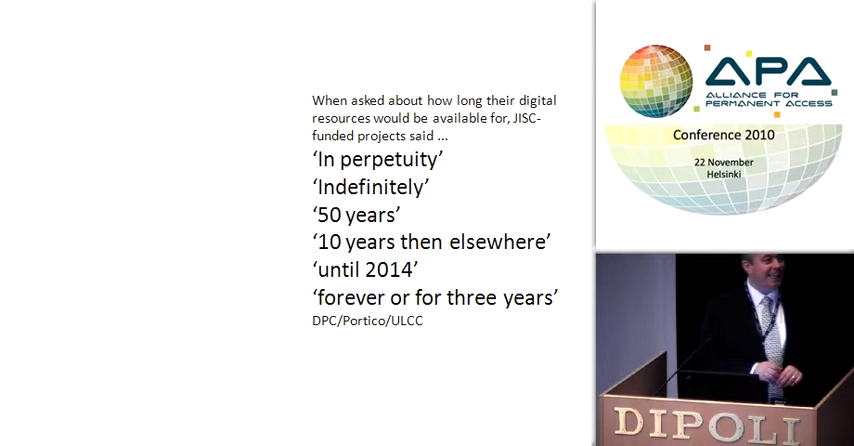 When asked about how long their digital
resources would be available for, JISC-
funded projects said ...
‘In perpetuity’
‘Indefinitely’
‘50 years’
‘10 years then elsewhere’
‘until 2014’
‘forever or for three years’
DPC/Portico/ULCC
APA
ALLIANCE FOR
PERMANENT ACCESS
Conference 2010
22 November
Helsinki
DIPOLI